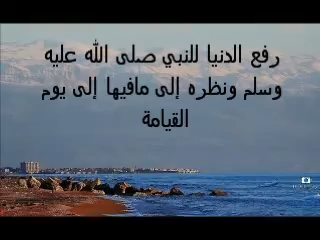 رفع الدنيا للنبي صلى الله عليه
وسلم ونظره إلى مافيها إلى يوم
القيامة